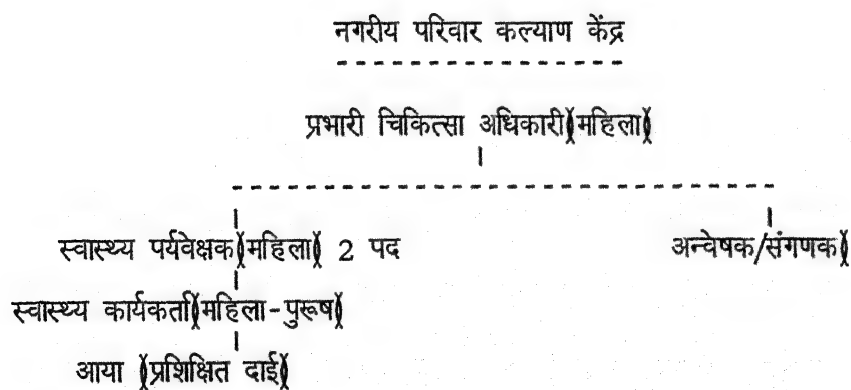 नगरीय परिवार कल्याण केंद्र
प्रभारी चिकित्सा अधिकारी(महिला)
स्वास्थ्य पर्यवेक्षक(महिला) 2 पद अन्वेषक/संगणक)
स्वास्थ्य कार्यकर्ता(महिला-पुरूष)
आया (प्रशिक्षित दाई)